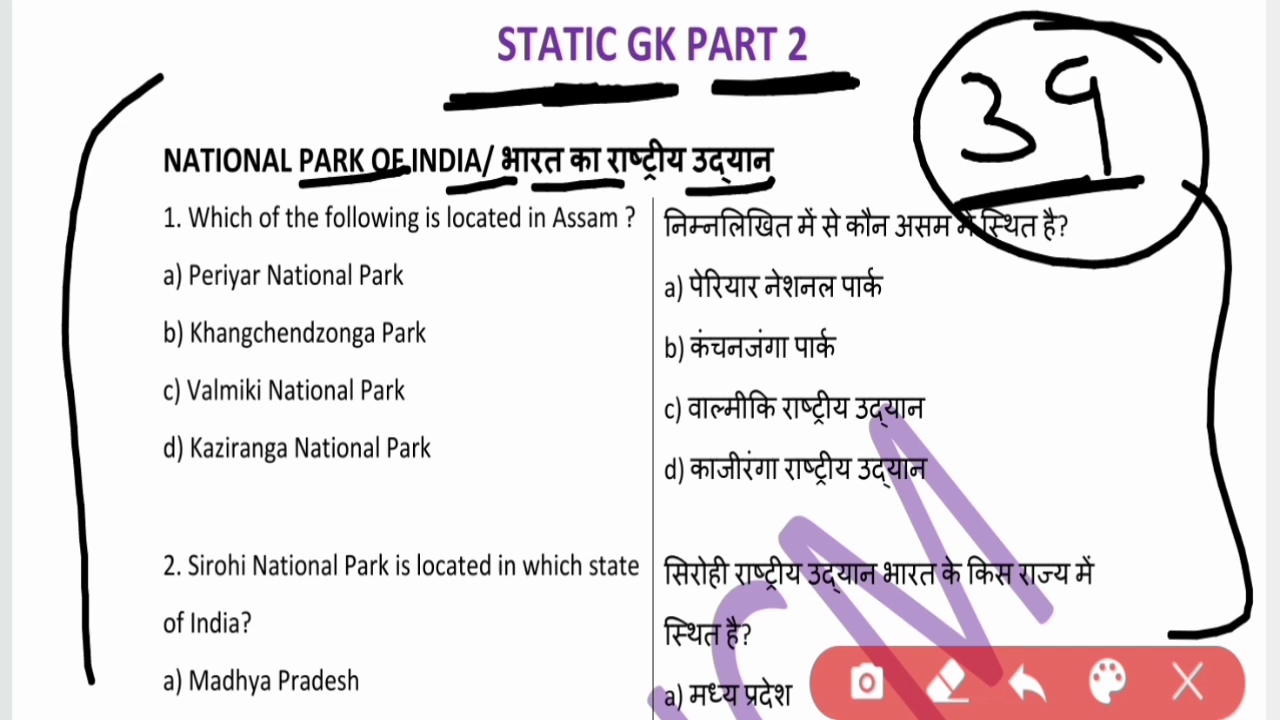 STATIC GK PART 2
39
NATIONAL PARK OF INDIA/ भारत का राष्ट्रीय उद्यान
1. Which of the following is located in Assam ?
a) Periyar National Park
b) Khangchendzonga Park
c) Valmiki National Park
d) Kaziranga National Park
2. Sirohi National Park is located in which state
of India?
a) Madhya Pradesh
निम्नलिखित में से कौन असम में स्थित है?
a) पेरियार नेशनल पार्क
b) कंचनजंगा पार्क
c) वाल्मीकि राष्ट्रीय उद्यान
d) काजीरंगा राष्ट्रीय उद्यान
सिरोही राष्ट्रीय उद्यान भारत के किस राज्य में
स्थित है?
a) मध्य प्रदेश